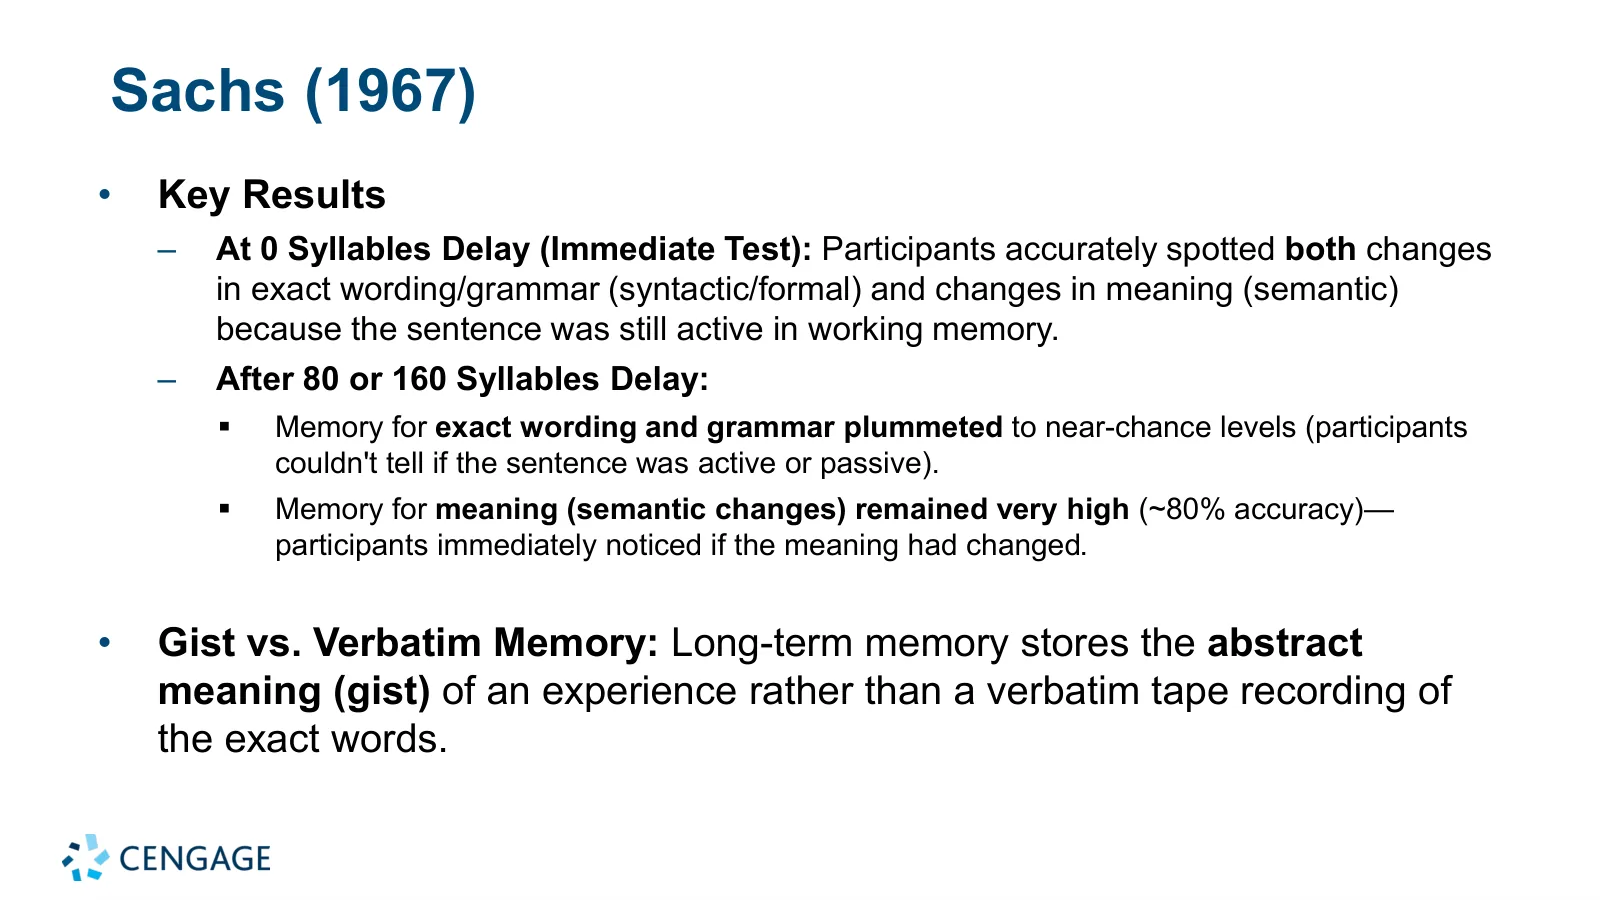 Sachs (1967)
• Key Results
– At 0 Syllables Delay (Immediate Test): Participants accurately spotted both changes
in exact wording/grammar (syntactic/formal) and changes in meaning (semantic)
because the sentence was still active in working memory.
– After 80 or 160 Syllables Delay:
▪ Memory for exact wording and grammar plummeted to near-chance levels (participants
couldn't tell if the sentence was active or passive).
▪ Memory for meaning (semantic changes) remained very high (~80% accuracy)—
participants immediately noticed if the meaning had changed.
• Gist vs. Verbatim Memory: Long-term memory stores the abstract
meaning (gist) of an experience rather than a verbatim tape recording of
the exact words.
CENGAGE